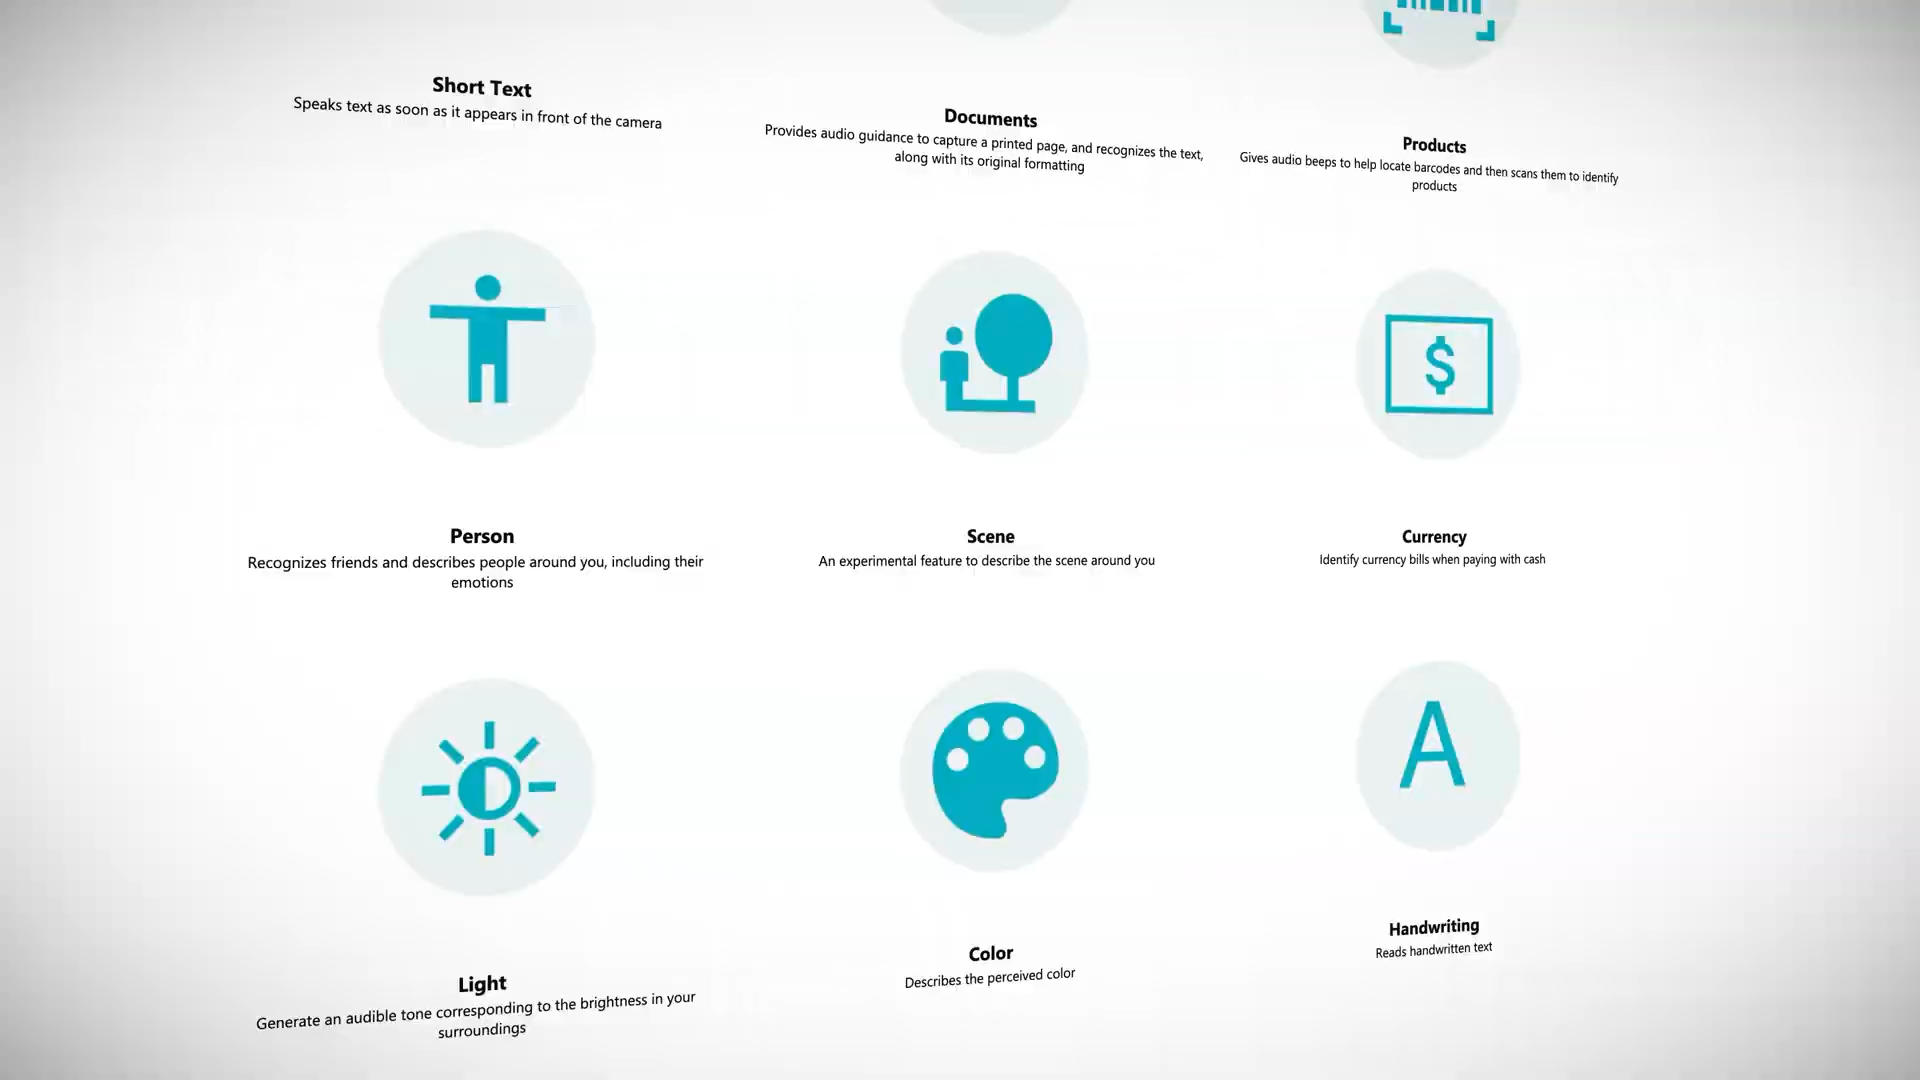 Short Text
Speaks text as soon as it appears in front of the camera
Documents
Provides audio guidance to capture a printed page, and recognizes the text,
along with its original formatting
Products
Gives audio beeps to help locate barcodes and then scans them to identify
products
Person
Recognizes friends and describes people around you, including their
emotions
Scene
An experimental feature to describe the scene around you
$
Currency
Identify currency bills when paying with cash
Light
Generate an audible tone corresponding to the brightness in your
surroundings
Color
Describes the perceived color
A
Handwriting
Reads handwritten text